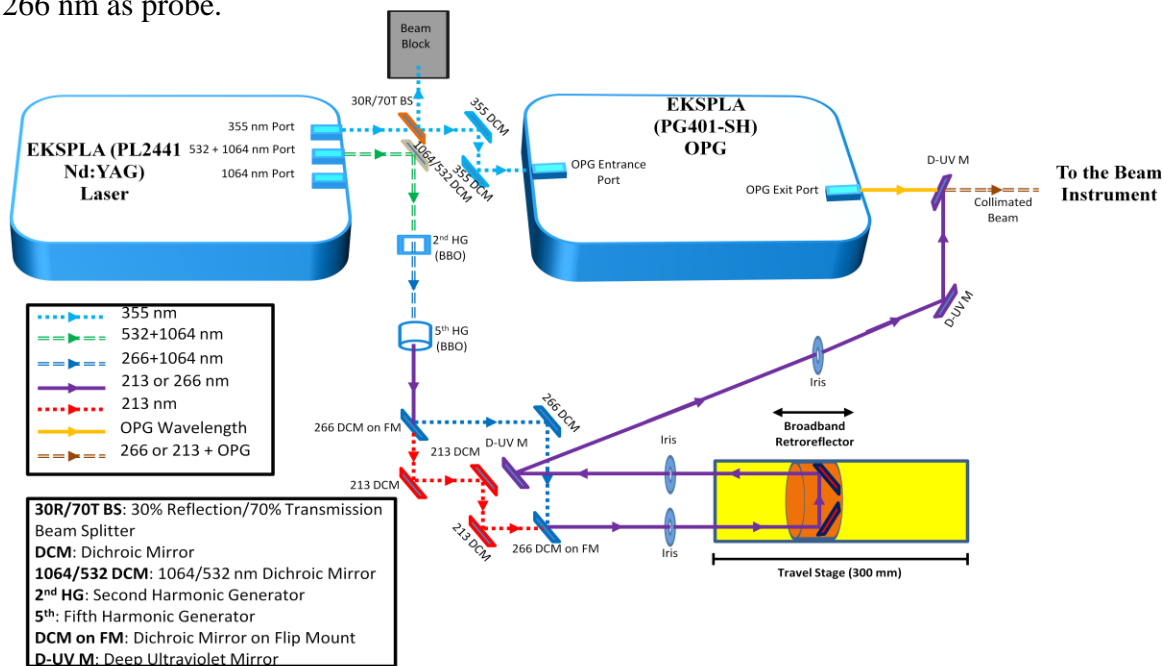 266 nm as probe.
Beam
Block
30R/70T BS
355 DCM
EKSPLA
(PG401-SH)
OPG
355 nm Port
532 + 1064 nm Port
1064 nm Port
EKSPLA (PL2441
Nd:YAG)
Laser
1064/532 DCM
355 DCM
OPG Entrance
Port
OPG Exit Port
D-UV M
To the Beam
Instrument
Collimated
Beam
2nd HG
(BBO)
D-UV M
5th HG
(BBO)
Iris
355 nm
532+1064 nm
266+1064 nm
213 or 266 nm
213 nm
OPG Wavelength
266 or 213 + OPG
266 DCM on FM
266 DCM
D-UV M
Iris
Broadband
Retroreflector
213 DCM
213 DCM
213 DCM
266 DCM on FM
Iris
Travel Stage (300 mm)
30R/70T BS: 30% Reflection/70% Transmission
Beam Splitter
DCM: Dichroic Mirror
1064/532 DCM: 1064/532 nm Dichroic Mirror
2nd HG: Second Harmonic Generator
5th: Fifth Harmonic Generator
DCM on FM: Dichroic Mirror on Flip Mount
D-UV M: Deep Ultraviolet Mirror